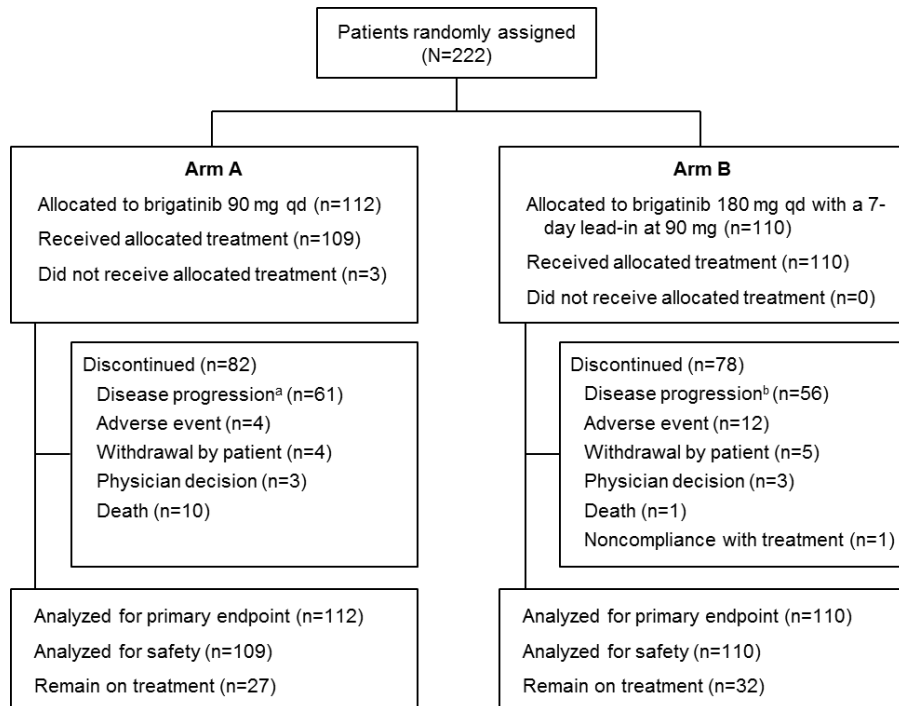 Patients randomly assigned
(N=222)
Arm A
Allocated to brigatinib 90 mg qd (n=112)
Received allocated treatment (n=109)
Did not receive allocated treatment (n=3)
Arm B
Allocated to brigatinib 180 mg qd with a 7-
day lead-in at 90 mg (n=110)
Received allocated treatment (n=110)
Did not receive allocated treatment (n=0)
Discontinued (n=82)
Disease progressionᵃ (n=61)
Adverse event (n=4)
Withdrawal by patient (n=4)
Physician decision (n=3)
Death (n=10)
Discontinued (n=78)
Disease progressionᵇ (n=56)
Adverse event (n=12)
Withdrawal by patient (n=5)
Physician decision (n=3)
Death (n=1)
Noncompliance with treatment (n=1)
Analyzed for primary endpoint (n=112)
Analyzed for safety (n=109)
Remain on treatment (n=27)
Analyzed for primary endpoint (n=110)
Analyzed for safety (n=110)
Remain on treatment (n=32)